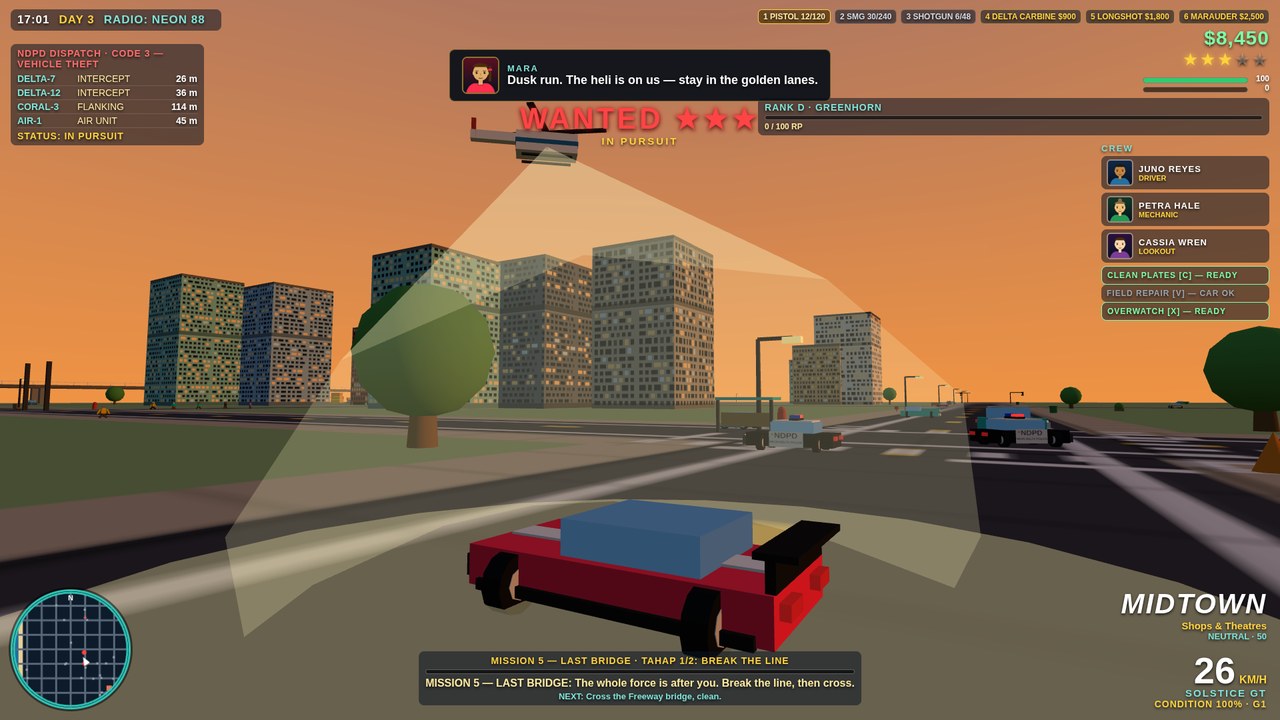 17:01 DAY 3 RADIO: NEON 88
1 PISTOL 12/120 2 SMG 30/240 3 SHOTGUN 6/48 4 DELTA CARBINE $900 5 LONGSHOT $1,800 6 MARAUDER $2,500
$8,450
★★★★★
100
0
NDPD DISPATCH · CODE 3 —
VEHICLE THEFT
DELTA-7 INTERCEPT 26 m
DELTA-12 INTERCEPT 36 m
CORAL-3 FLANKING 114 m
AIR-1 AIR UNIT 45 m
STATUS: IN PURSUIT
MARA
Dusk run. The heli is on us — stay in the golden lanes.
WANTED ★★★
IN PURSUIT
RANK D · GREENHORN
0 / 100 RP
CREW
JUNO REYES
DRIVER
PETRA HALE
MECHANIC
CASSIA WREN
LOOKOUT
CLEAN PLATES [C] — READY
FIELD REPAIR [V] — CAR OK
OVERWATCH [X] — READY
NDPD
NDPD
N
MIDTOWN
Shops & Theatres
NEUTRAL · 50
26 KM/H
SOLSTICE GT
CONDITION 100% · G1
MISSION 5 — LAST BRIDGE · TAHAP 1/2: BREAK THE LINE
MISSION 5 — LAST BRIDGE: The whole force is after you. Break the line, then cross.
NEXT: Cross the Freeway bridge, clean.